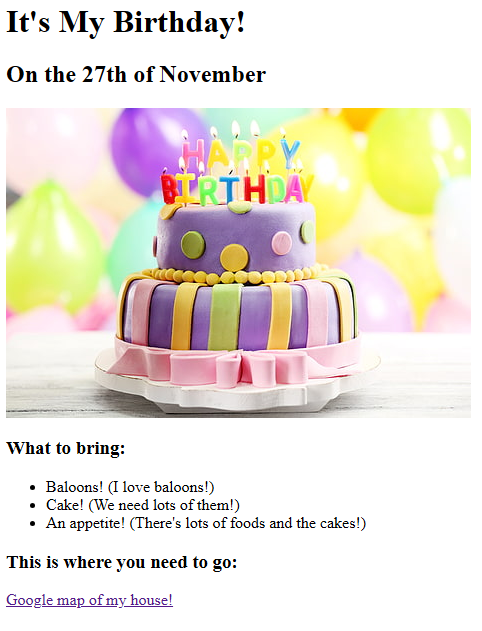 It's My Birthday!
On the 27th of November
HAPPY
BIRTHDAY
What to bring:
Baloons! (I love baloons!)
Cake! (We need lots of them!)
An appetite! (There's lots of foods and the cakes!)
This is where you need to go:
Google map of my house!